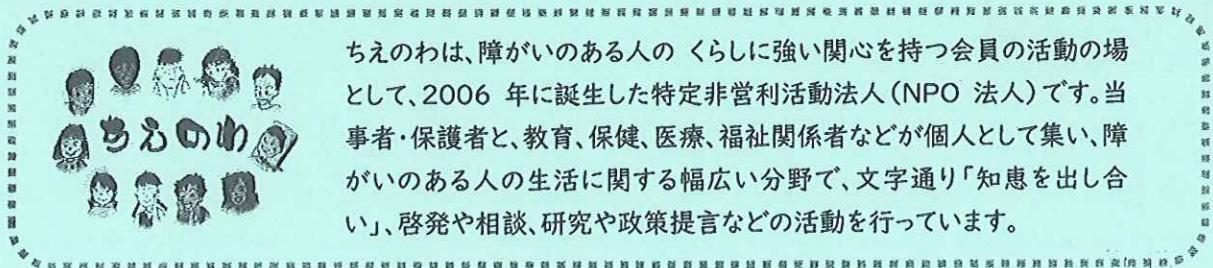 ちえのわ
ちえのわは、障がいのある人の くらしに強い関心を持つ会員の活動の場
として、2006 年に誕生した特定非営利活動法人(NPO 法人)です。当
事者・保護者と、教育、保健、医療、福祉関係者などが個人として集い、障
がいのある人の生活に関する幅広い分野で、文字通り「知恵を出し合
い」、啓発や相談、研究や政策提言などの活動を行っています。